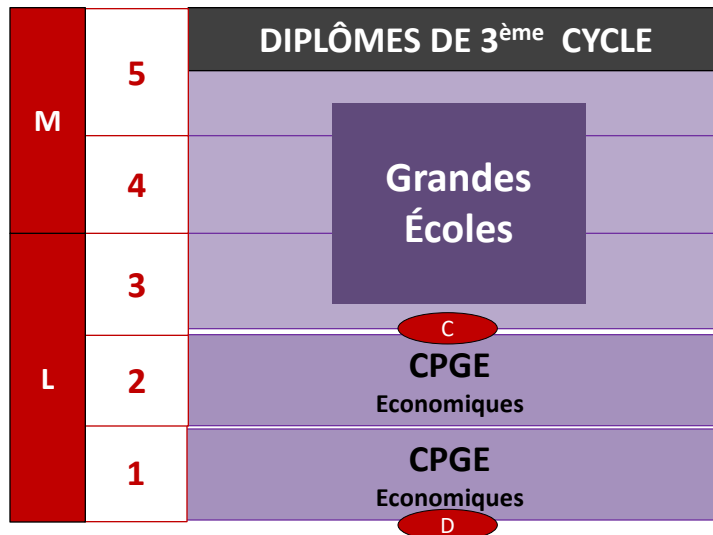 DIPLÔMES DE 3ème CYCLE
5
M
4
Grandes
Écoles
3
C
L
2
CPGE
Economiques
1
CPGE
Economiques
D